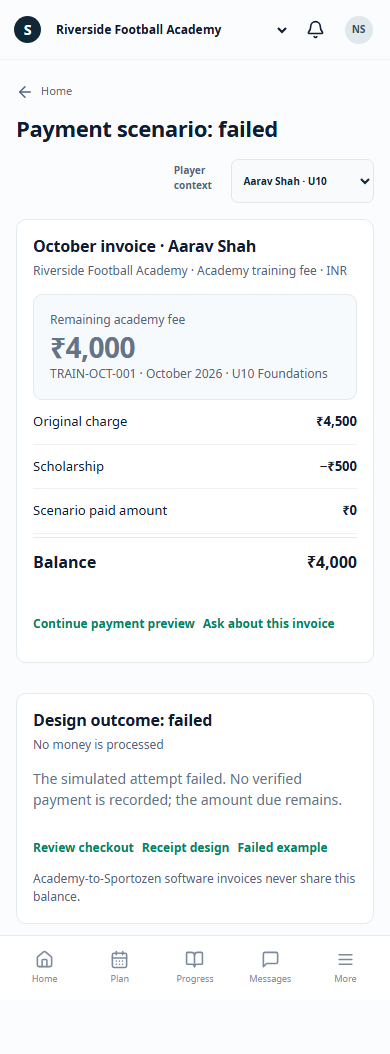 S
Riverside Football Academy
NS
Home
Payment scenario: failed
Player
context
Aarav Shah · U10
October invoice · Aarav Shah
Riverside Football Academy · Academy training fee · INR
Remaining academy fee
₹4,000
TRAIN-OCT-001 · October 2026 · U10 Foundations
Original charge ₹4,500
Scholarship −₹500
Scenario paid amount ₹0
Balance ₹4,000
Continue payment preview Ask about this invoice
Design outcome: failed
No money is processed
The simulated attempt failed. No verified
payment is recorded; the amount due remains.
Review checkout Receipt design Failed example
Academy-to-Sportozen software invoices never share this
balance.
Home Plan Progress Messages More